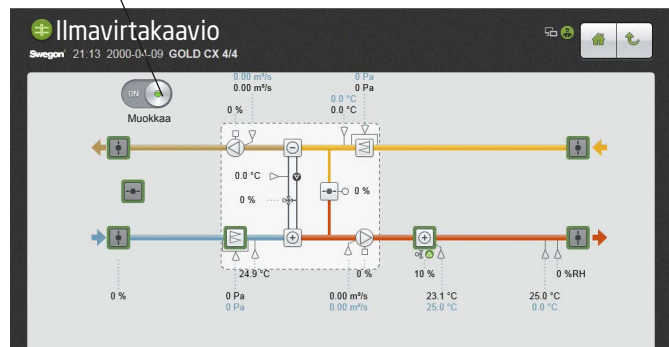 Ilmavirtakaavio
Swegon 21:13 2000-04-09 GOLD CX 4/4
ON
Muokkaa
0.00 m³/s
0.00 m³/s
0 Pa
0 Pa
0 %
0.0 °C
0.0 °C
0.0 °C
0 %
0 %
24.9 °C
0 %
10 %
0 %RH
0 %
0 Pa
0 Pa
0.00 m³/s
0.00 m³/s
23.1 °C
25.0 °C
25.0 °C
0.0 °C